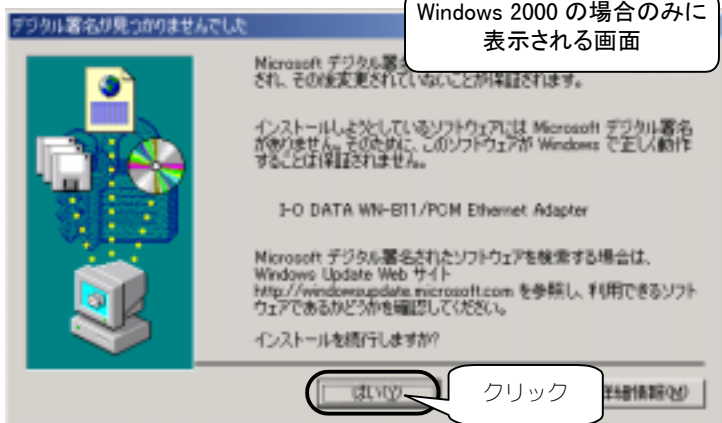 Windows 2000 の場合のみに
表示される画面
デジタル署名が見つかりませんでした
Microsoft デジタル署名
され、その後変更されていないことが保証されます。
インストールしようとしているソフトウェアには Microsoft デジタル署名
がありません。そのために、このソフトウェアが Windows で正しく動作
することは保証されません。
I-O DATA WN-B11/PCM Ethernet Adapter
Microsoft デジタル署名されたソフトウェアを検索する場合は、
Windows Update Web サイト
http://windowsupdate.microsoft.com を参照し、利用できるソフト
ウェアであるかどうかを確認してください。
インストールを続行しますか?
はい(Y)
クリック
詳細情報(M)